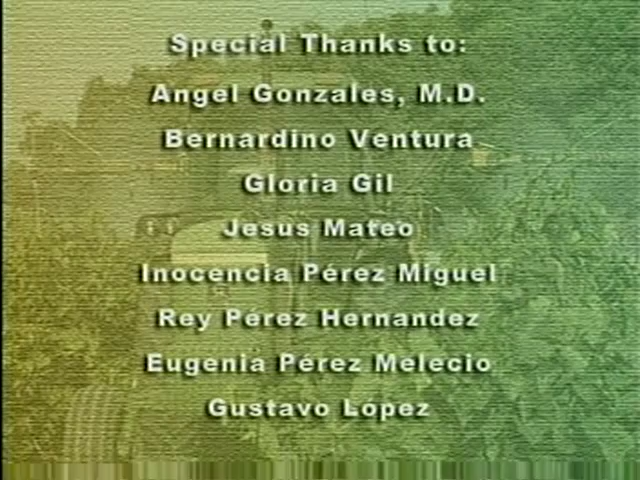 Special Thanks to:
Angel Gonzales, M.D.
Bernardino Ventura
Gloria Gil
Jesus Mateo
Inocencia Pérez Miguel
Rey Pérez Hernandez
Eugenia Pérez Melecio
Gustavo López